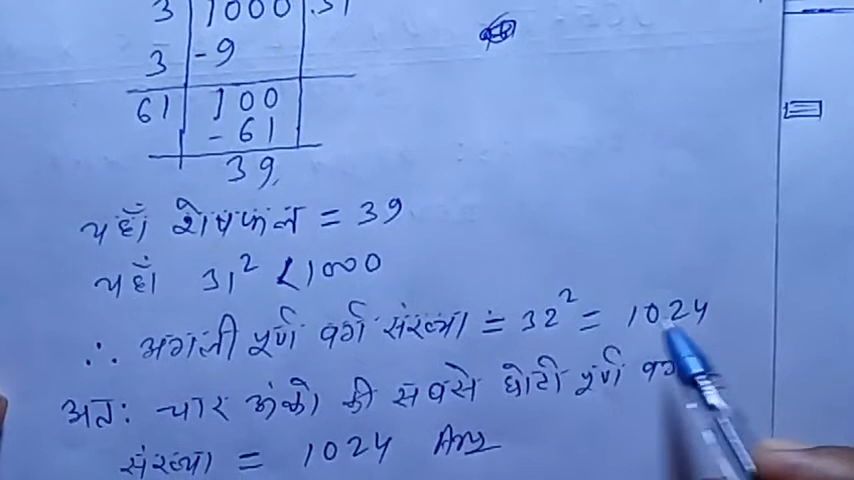 3 1000 31
3 -9
61 100
-61
39
यहाँ शेषफल = 39
यहाँ 31² < 1000
∴ अगली पूर्ण वर्ग संख्या = 32² = 1024
अतः चार अंको की सबसे छोटी पूर्ण वर्ग
संख्या = 1024 Ans